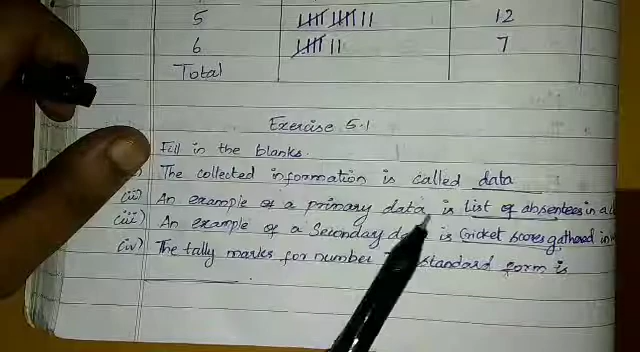 5 12
6 7
Total
Exercise 5.1
Fill in the blanks.
The collected information is called data
(ii) An example of a primary data is List of absentees in a
(iii) An example of a Secondary is Cricket scores gathered in
(iv) The tally marks for number standard form is